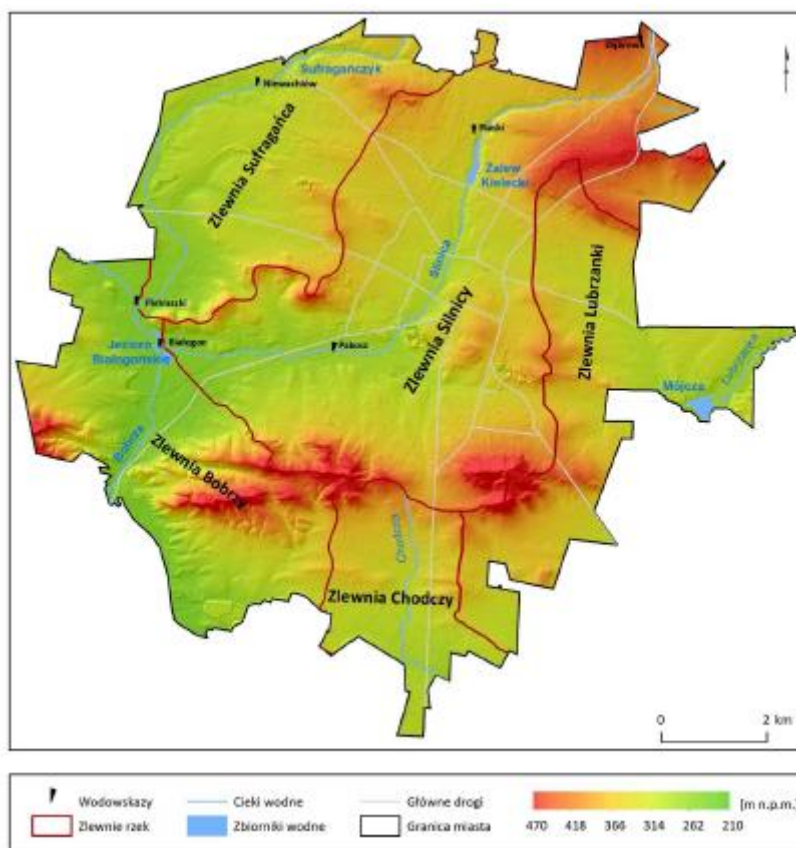 Dąbrowa
Sufragańczyk
Niewachlów
Zlewnia Sufragańca
Piaski
Zalew
Kielecki
Silnica
Zlewnia Silnicy
Zlewnia Lubrzanki
Pietraszki
Jezioro
Białogońskie
Białogon
Pakosz
Mójcza
Lubrzanka
Bobrza
Zlewnia Bobrzy
Chodcza
Zlewnia Chodczy
0 2 km
Wodowskazy Cieki wodne Główne drogi [m n.p.m.]
Zlewnie rzek Zbiorniki wodne Granica miasta 470 418 366 314 262 210